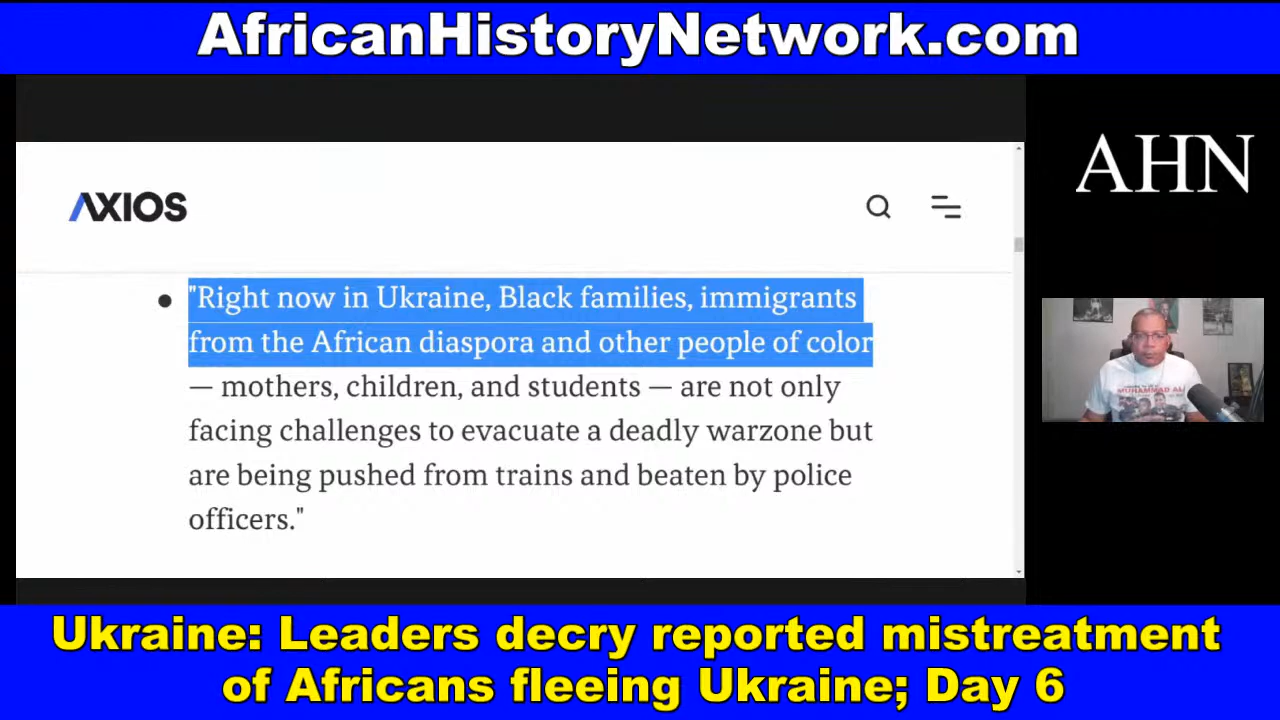 AfricanHistoryNetwork.com
AXIOS
AHN
"Right now in Ukraine, Black families, immigrants
from the African diaspora and other people of color
— mothers, children, and students — are not only
facing challenges to evacuate a deadly warzone but
are being pushed from trains and beaten by police
officers."
MUHAMMAD ALI
Ukraine: Leaders decry reported mistreatment
of Africans fleeing Ukraine; Day 6